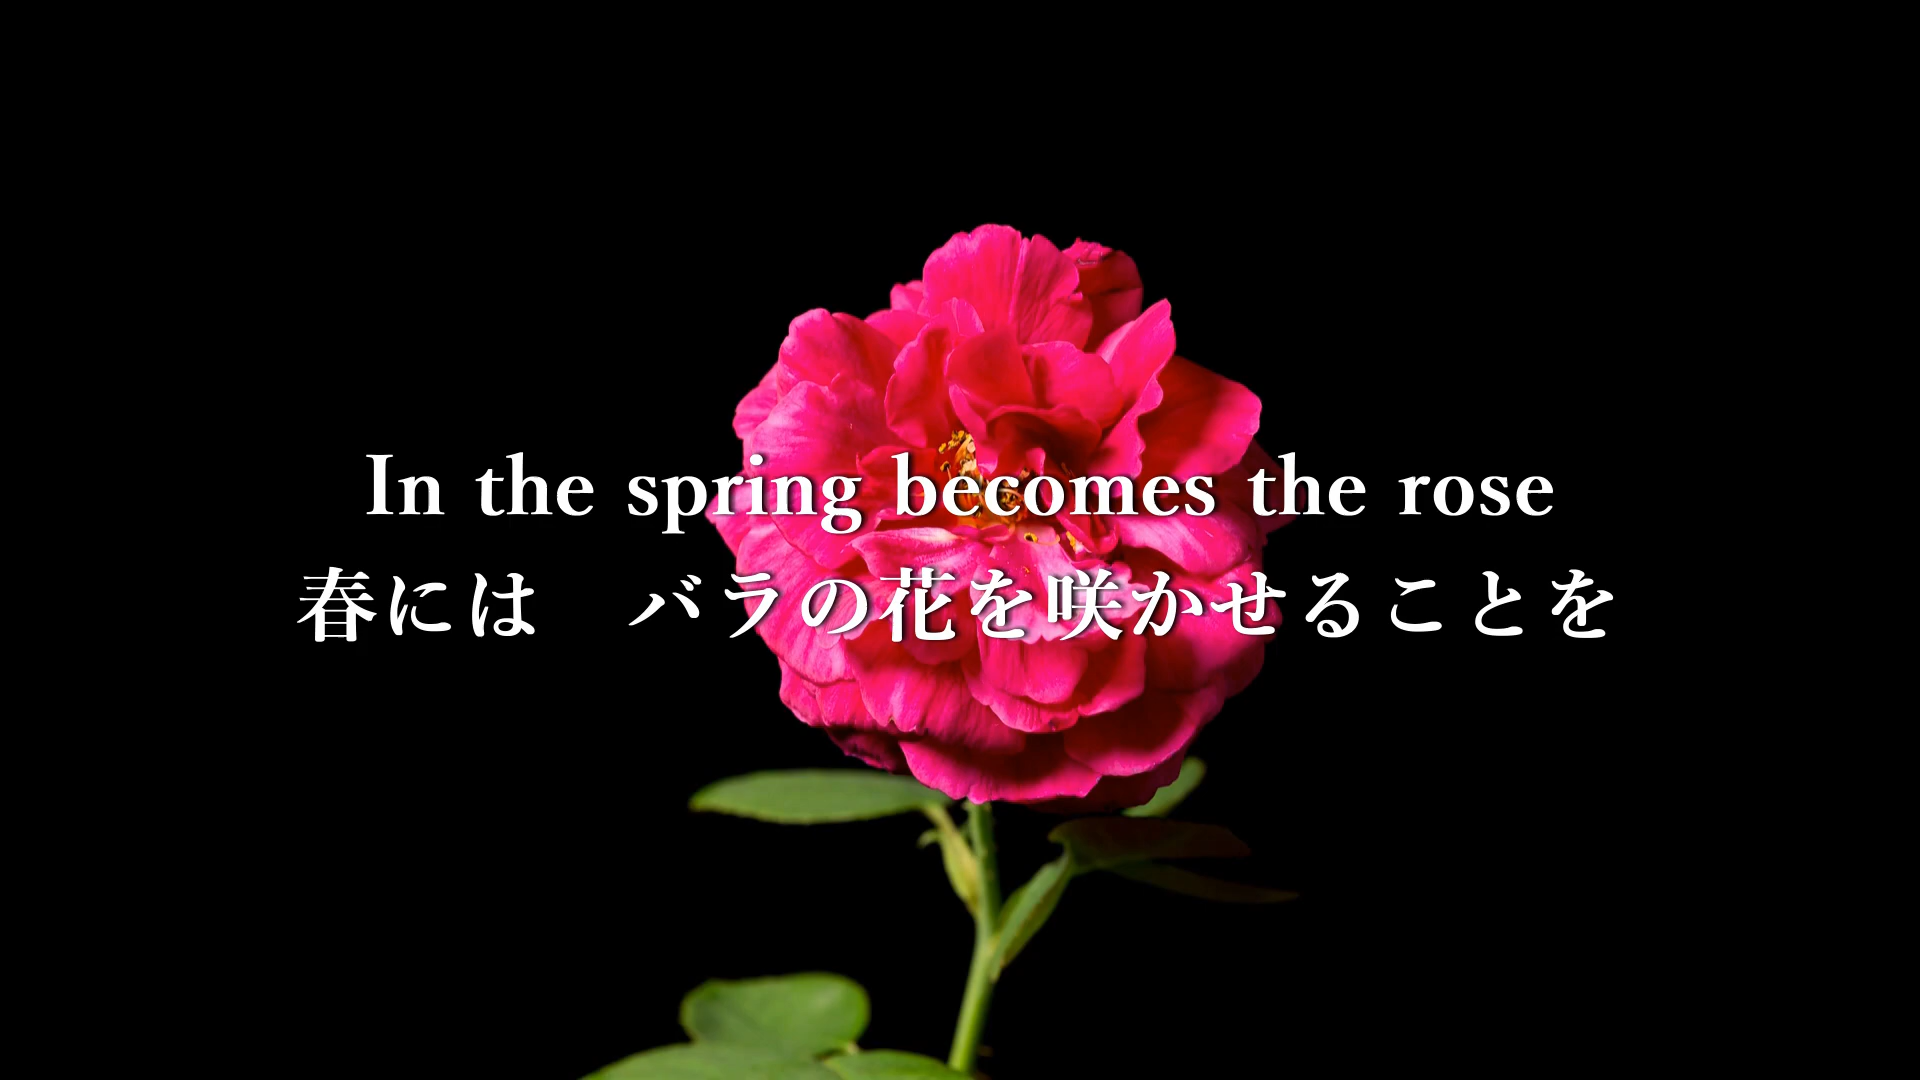 In the spring becomes the rose
春には　バラの花を咲かせることを